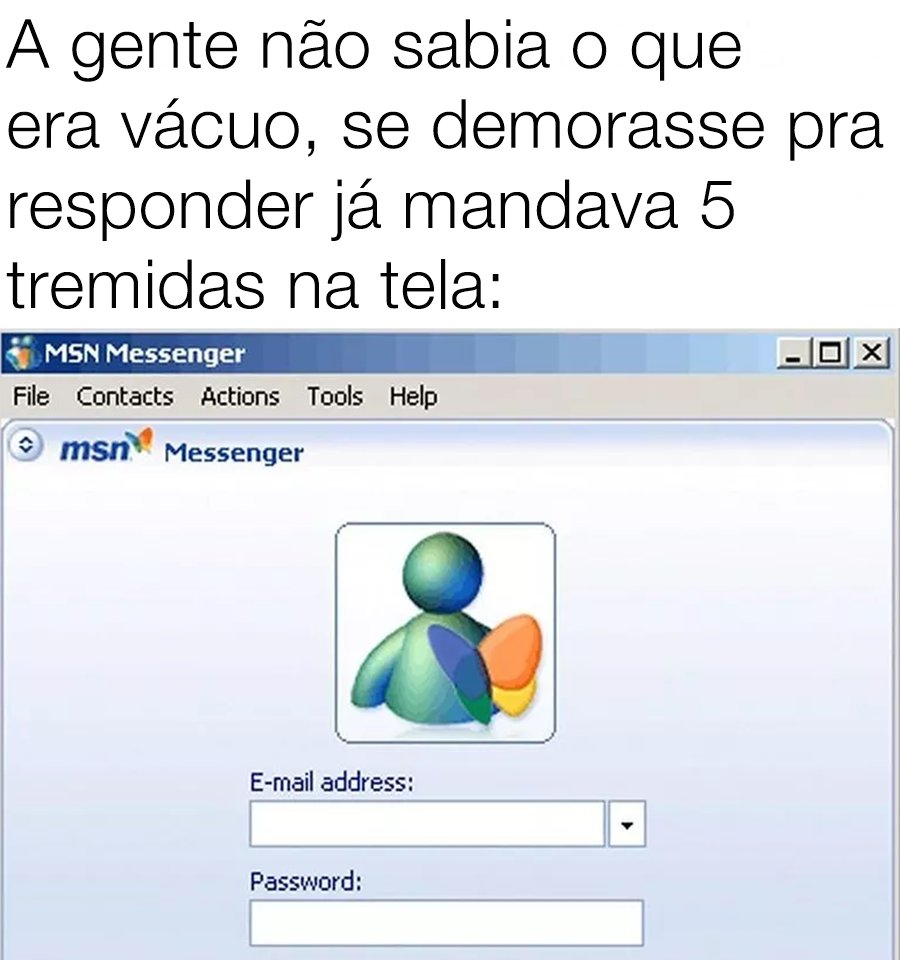 A gente não sabia o que
era vácuo, se demorasse pra
responder já mandava 5
tremidas na tela:
MSN Messenger
File Contacts Actions Tools Help
msn Messenger
E-mail address:
Password: